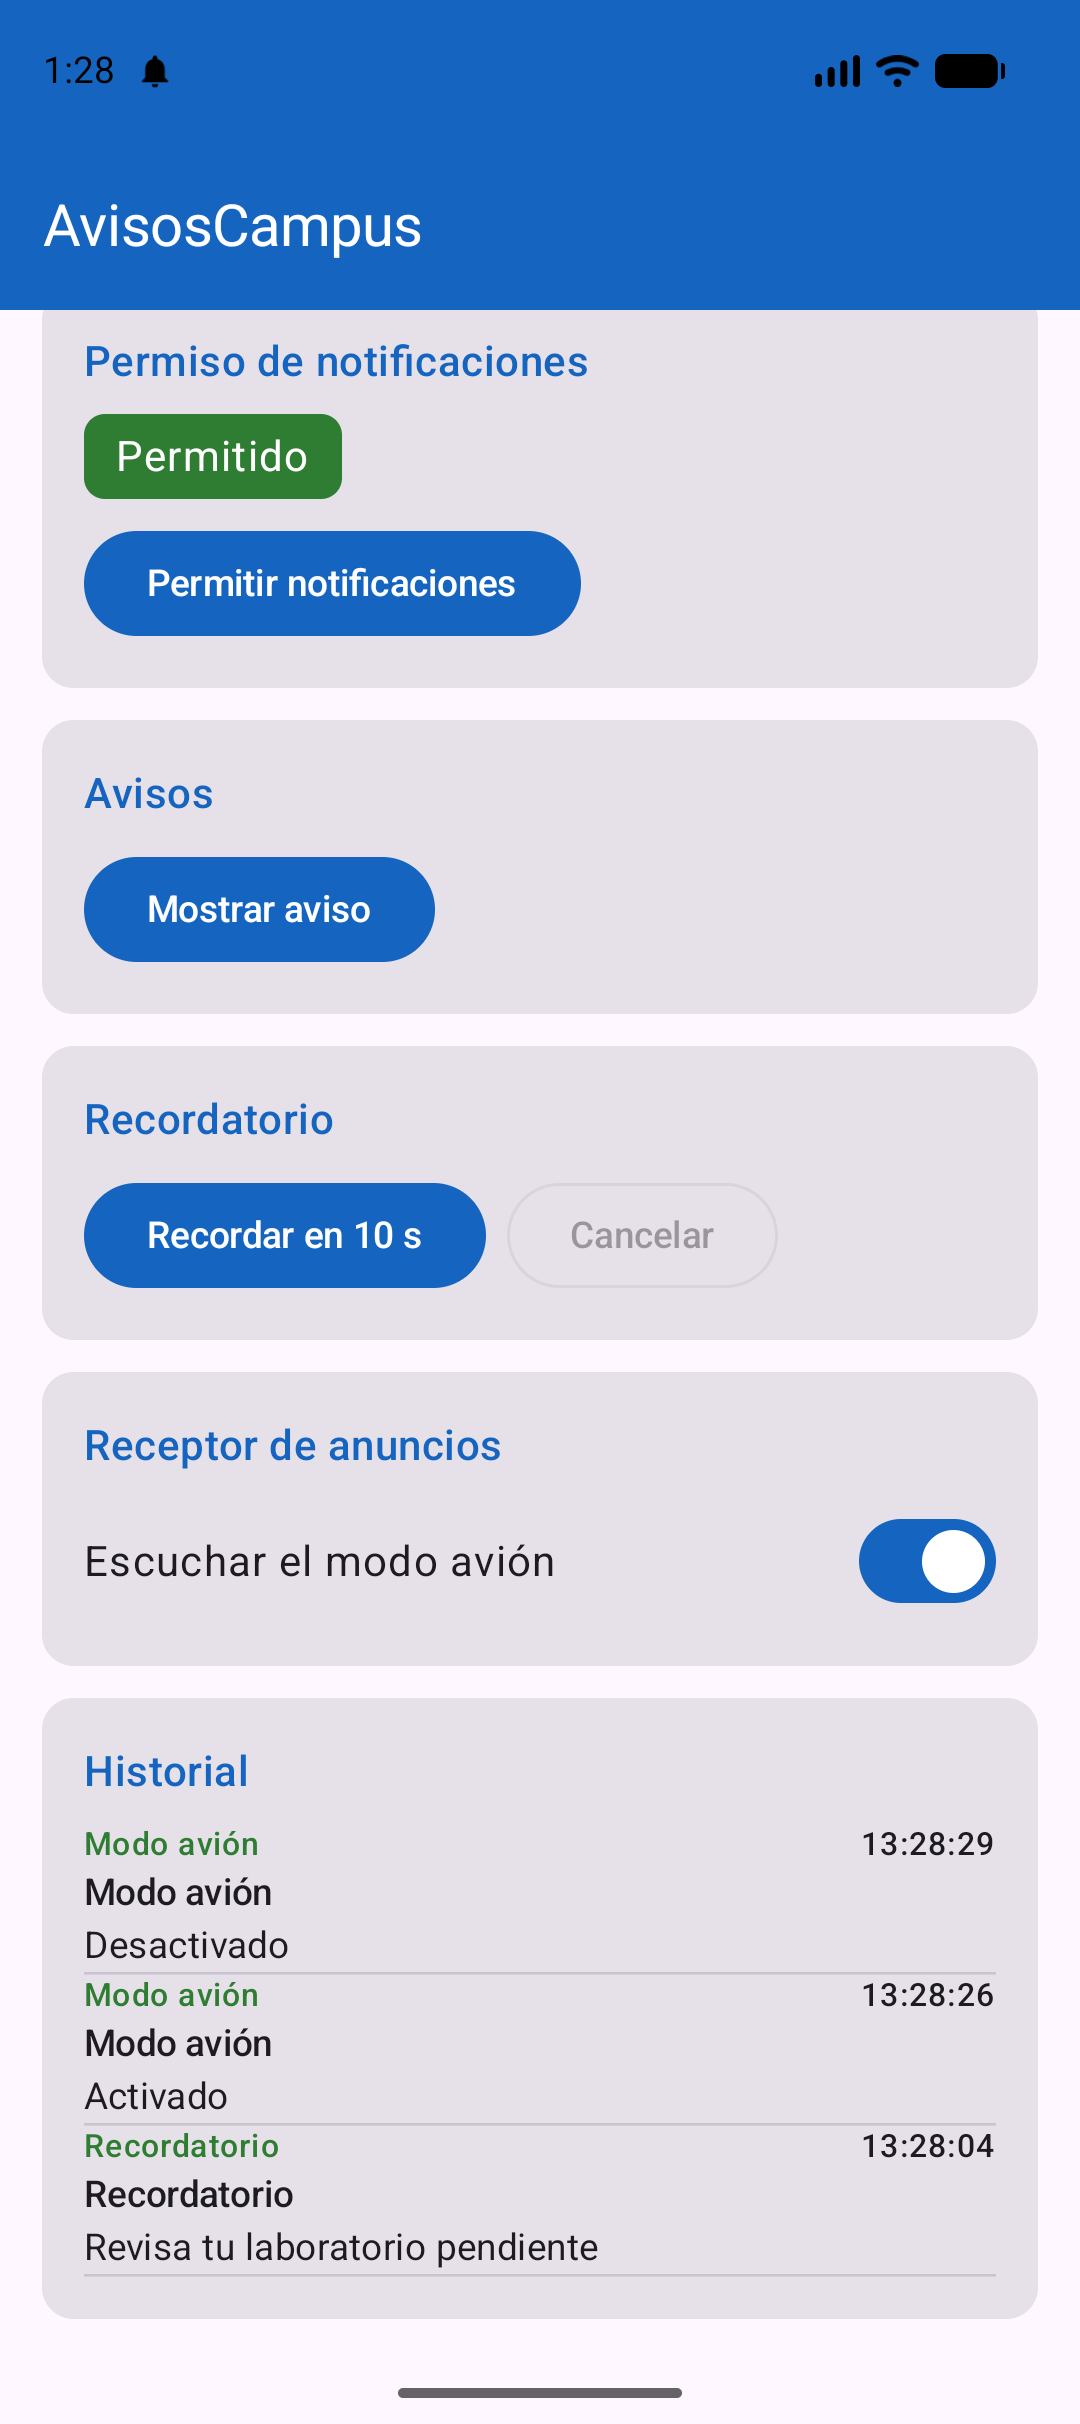 1:28
AvisosCampus
Permiso de notificaciones
Permitido
Permitir notificaciones
Avisos
Mostrar aviso
Recordatorio
Recordar en 10 s
Cancelar
Receptor de anuncios
Escuchar el modo avión
Historial
Modo avión 13:28:29
Modo avión
Desactivado
Modo avión 13:28:26
Modo avión
Activado
Recordatorio 13:28:04
Recordatorio
Revisa tu laboratorio pendiente